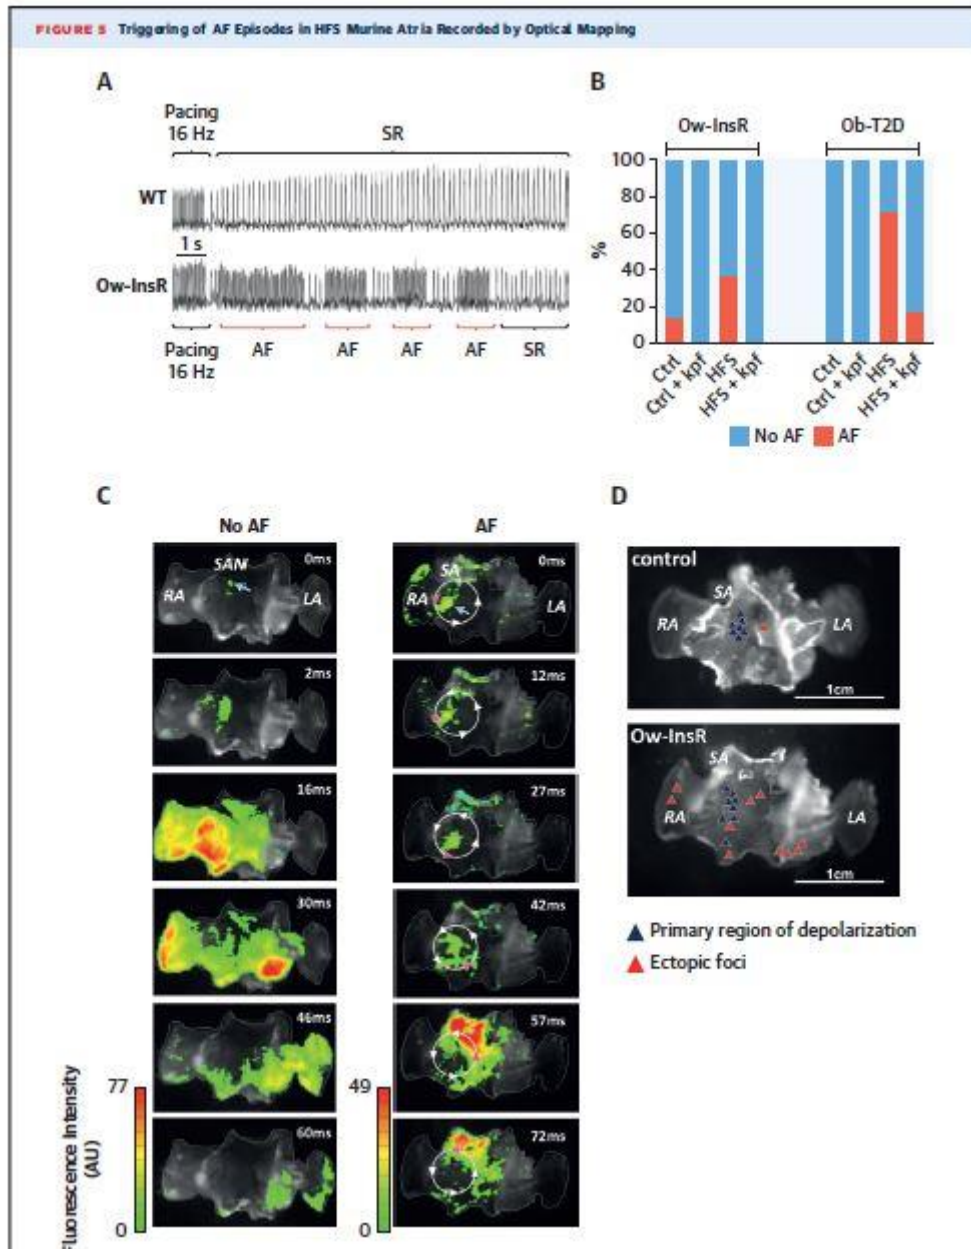 FIGURE 5 Triggering of AF Episodes in HFS Murine Atria Recorded by Optical Mapping
A
Pacing
16 Hz
SR
WT
1 s
Ow-InsR
Pacing
16 Hz
AF
AF
AF
AF
SR
B
Ow-InsR
Ob-T2D
100
80
60
40
20
0
%
Ctrl
Ctrl + kpf
HFS
HFS + kpf
Ctrl
Ctrl + kpf
HFS
HFS + kpf
No AF
AF
C
No AF
SAN
0ms
RA
LA
2ms
16ms
30ms
46ms
60ms
Fluorescence Intensity
(AU)
77
0
AF
SA
0ms
RA
LA
12ms
27ms
42ms
57ms
72ms
49
0
D
control
SA
RA
LA
1cm
Ow-InsR
SA
RA
LA
1cm
Primary region of depolarization
Ectopic foci